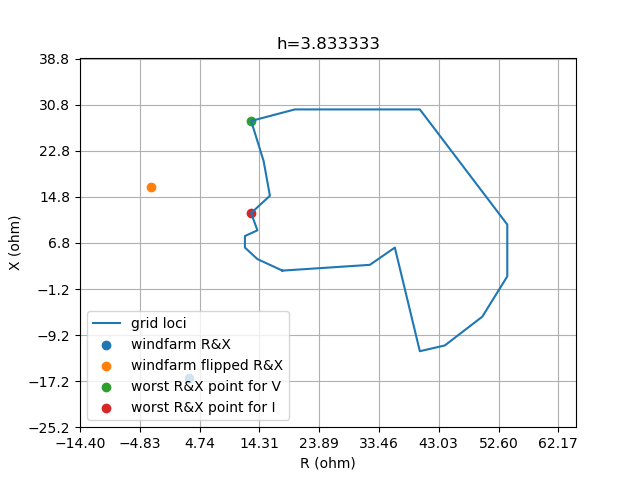 h=3.833333
38.8
30.8
22.8
14.8
6.8
−1.2
−9.2
−17.2
−25.2
X (ohm)
grid loci
windfarm R&X
windfarm flipped R&X
worst R&X point for V
worst R&X point for I
−14.40 −4.83 4.74 14.31 23.89 33.46 43.03 52.60 62.17
R (ohm)